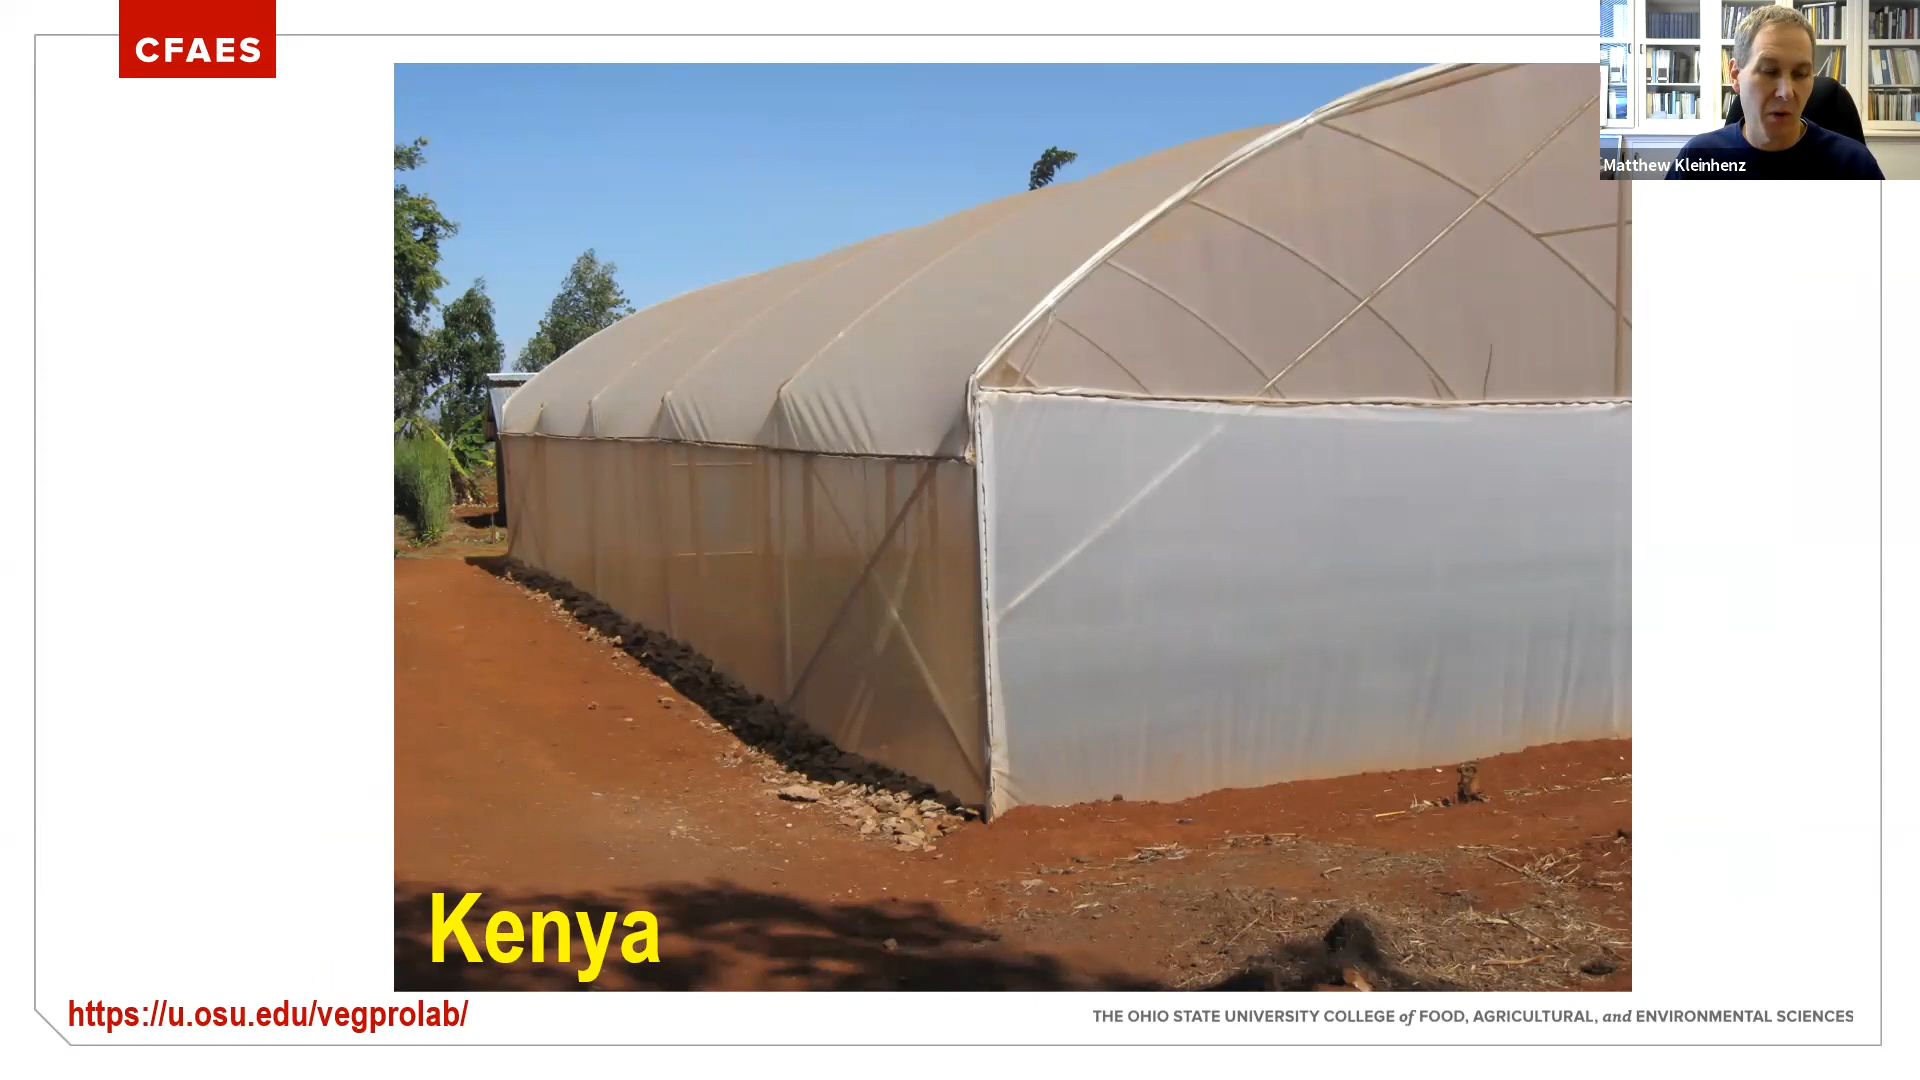 CFAES
Matthew Kleinhenz
Kenya
https://u.osu.edu/vegprolab/
THE OHIO STATE UNIVERSITY COLLEGE of FOOD, AGRICULTURAL, and ENVIRONMENTAL SCIENCES